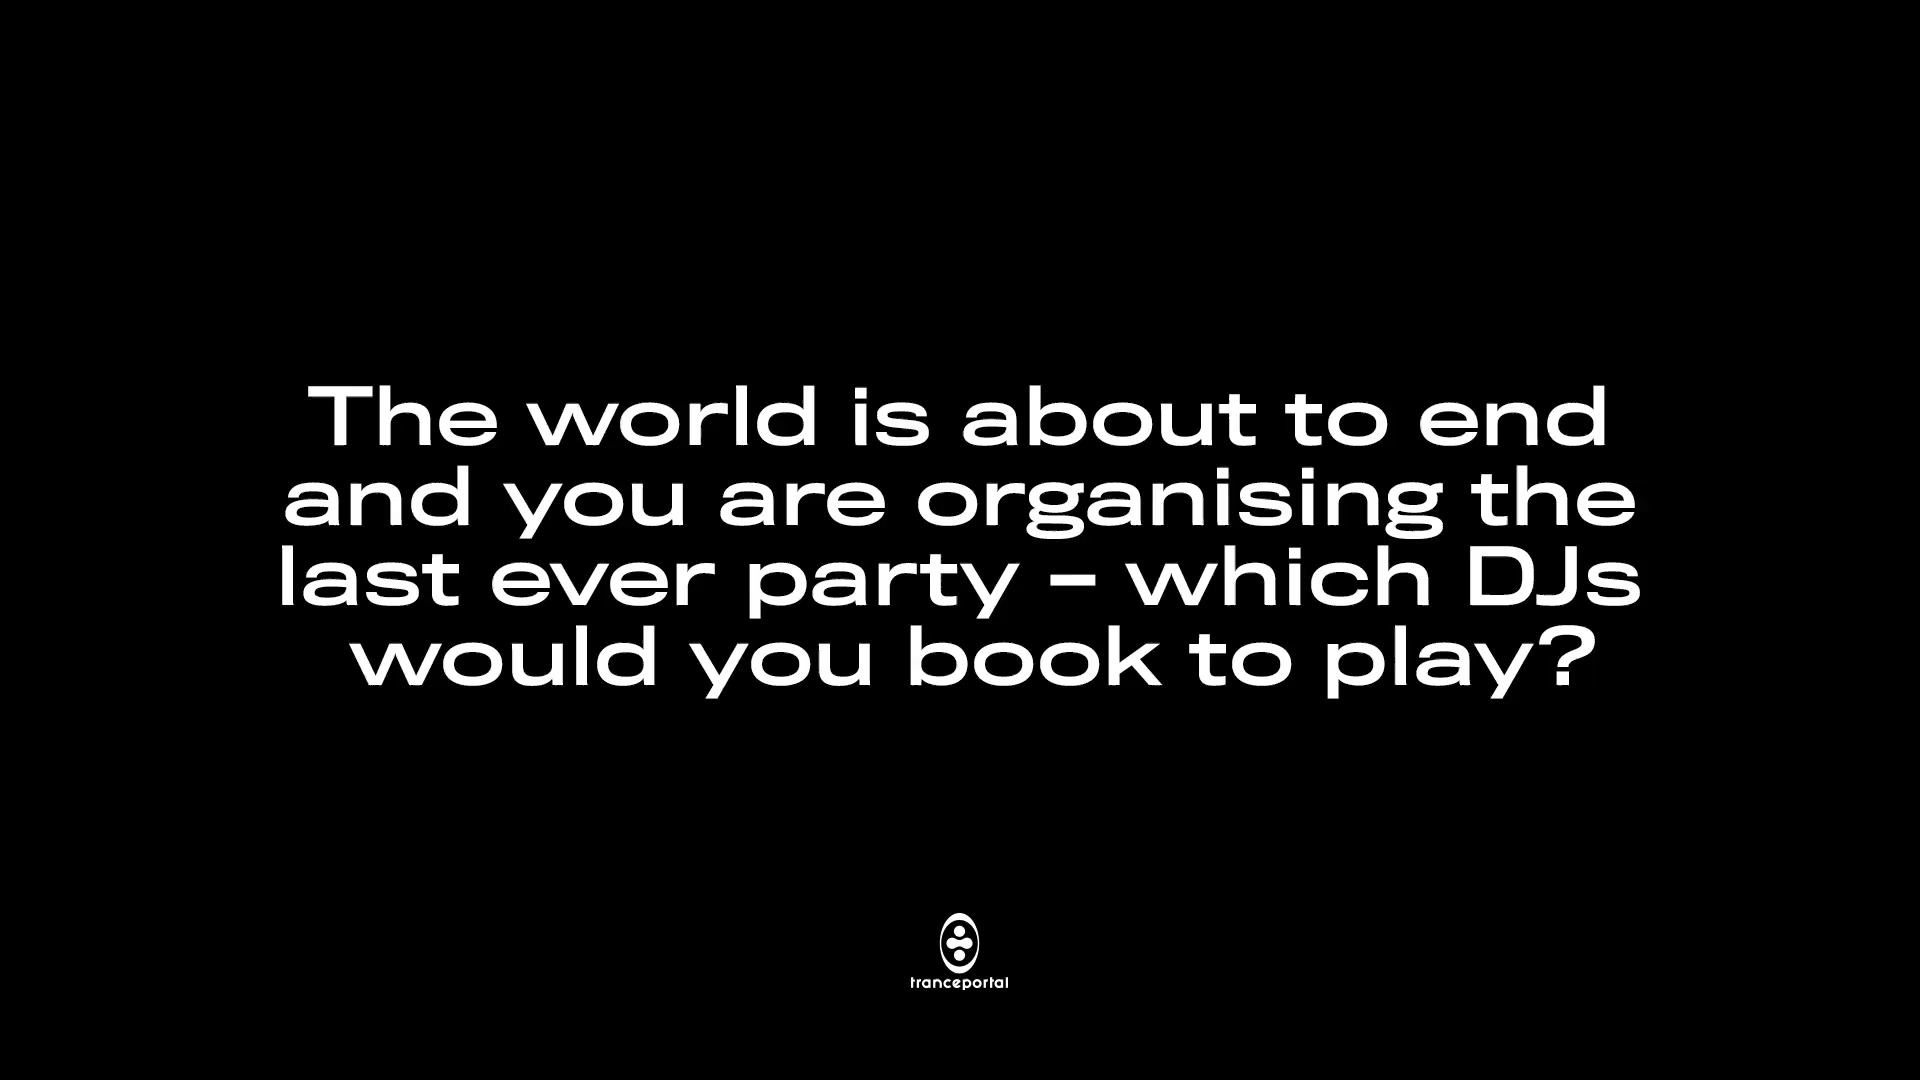 The world is about to end
and you are organising the
last ever party – which DJs
would you book to play?
tranceportal